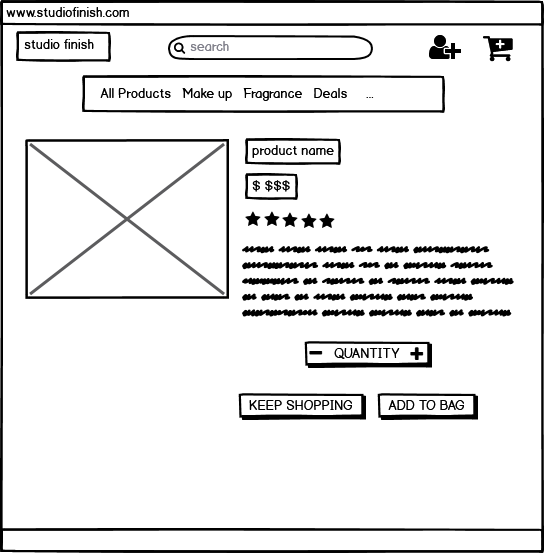 www.studiofinish.com
studio finish
search
All Products Make up Fragrance Deals ...
product name
$ $$$
- QUANTITY +
KEEP SHOPPING ADD TO BAG